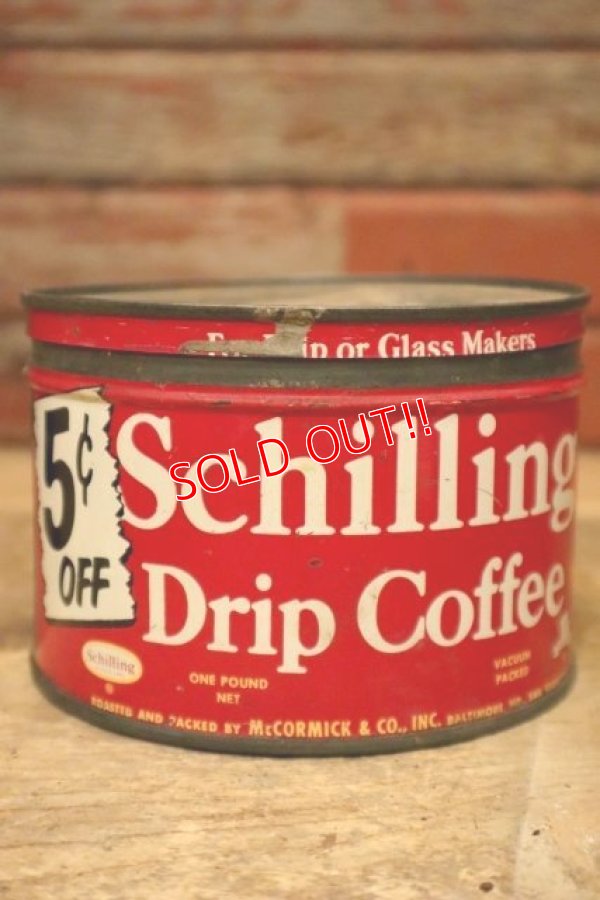 or Glass Makers
5¢
OFF
Schilling
SOLD OUT!!
Drip Coffee
Schilling
ONE POUND
NET
VACUUM
PACKED
ROASTED AND PACKED BY McCORMICK & CO., INC. BALTIMORE